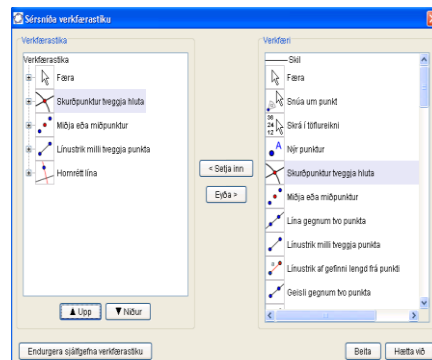 Sérsníða verkfærastiku
Verkfærastika
Verkfærastika
Færa
Skurðpunktur tveggja hluta
Miðja eða miðpunktur
Línustrik milli tveggja punkta
Hornrétt lína
Upp
Niður
< Setja inn
Eyða >
Verkfæri
Skil
Færa
Snúa um punkt
Skrá í töflureikni
Nýr punktur
Skurðpunktur tveggja hluta
Miðja eða miðpunktur
Lína gegnum tvo punkta
Línustrik milli tveggja punkta
Línustrik af gefinni lengd frá punkti
Geisli gegnum tvo punkta
Endurgera sjálfgefna verkfærastiku
Beita
Hætta við